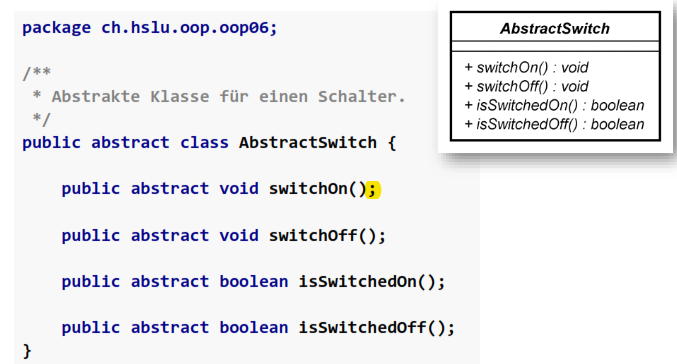 package ch.hslu.oop.oop06;
/**
* Abstrakte Klasse für einen Schalter.
*/
public abstract class AbstractSwitch {
public abstract void switchOn();
public abstract void switchOff();
public abstract boolean isSwitchedOn();
public abstract boolean isSwitchedOff();
}
AbstractSwitch
+ switchOn() : void
+ switchOff() : void
+ isSwitchedOn() : boolean
+ isSwitchedOff() : boolean